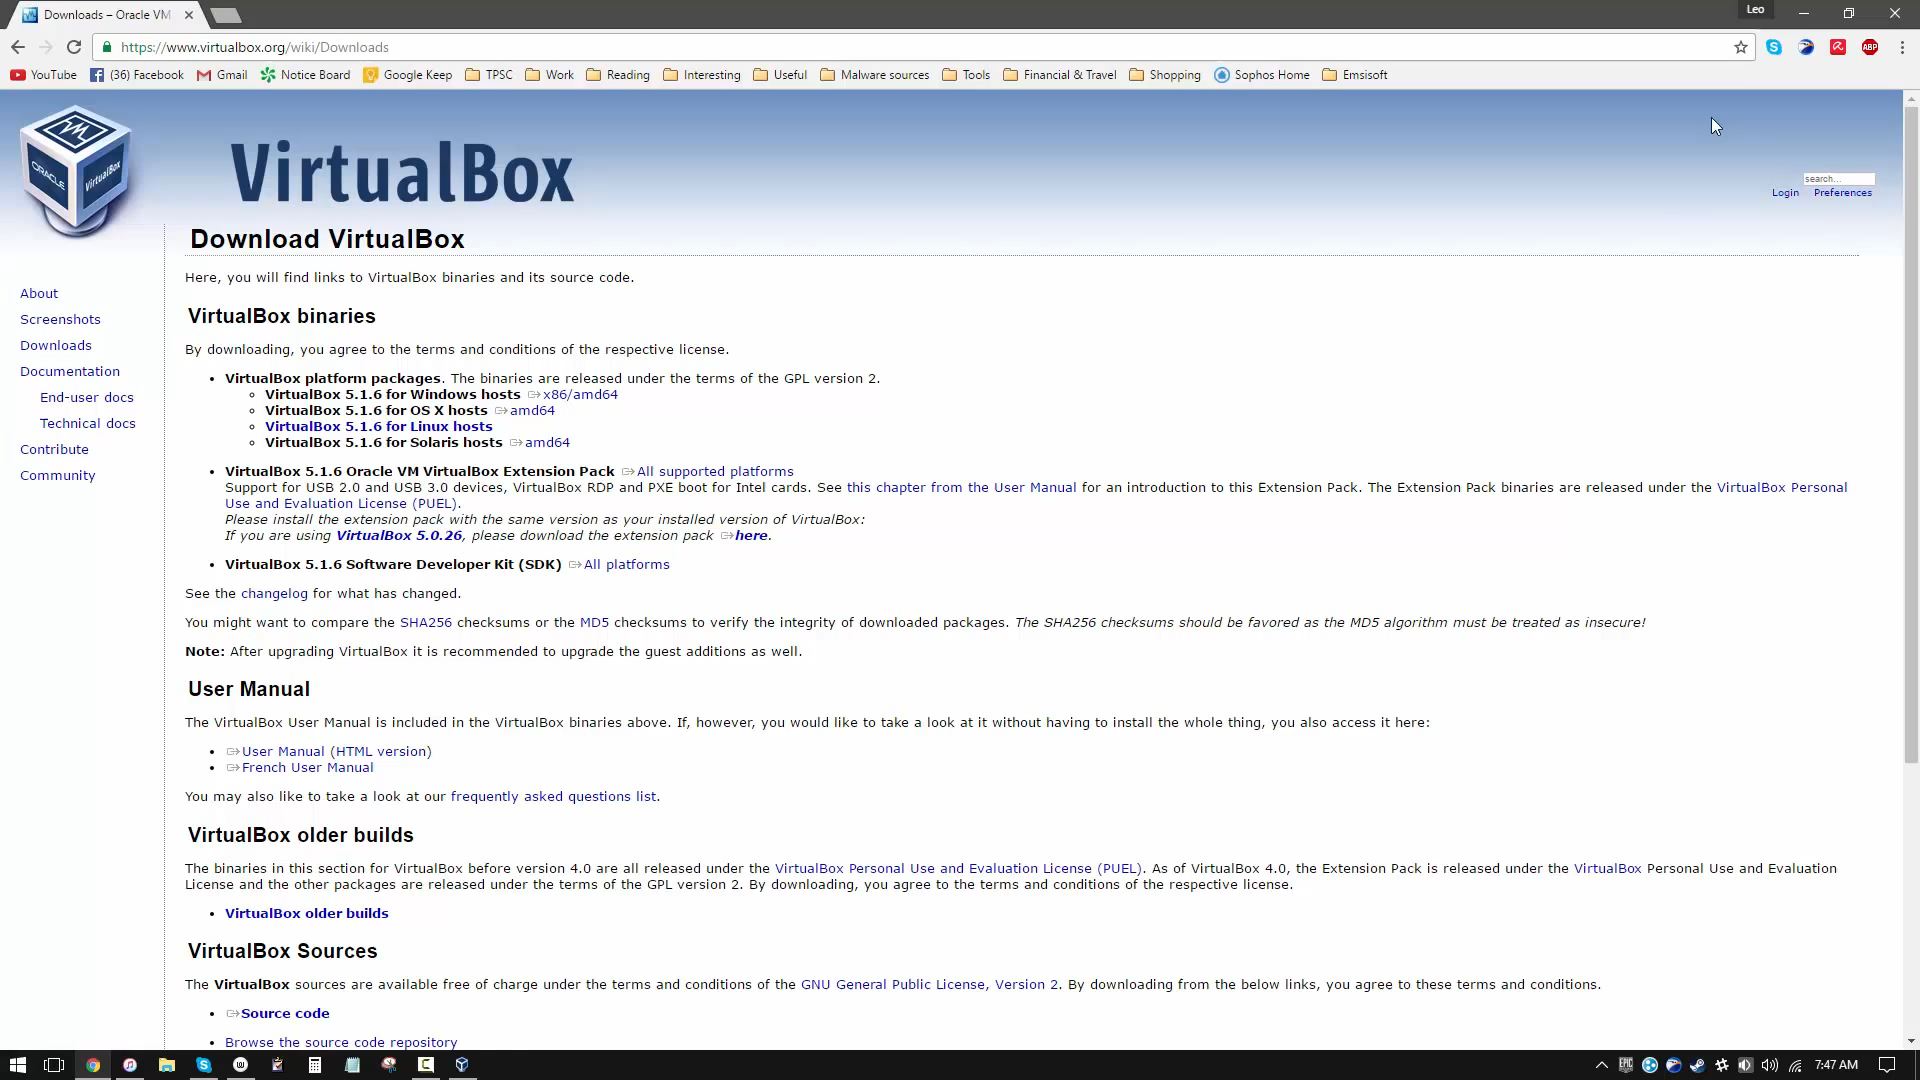 Downloads – Oracle VM
Leo
https://www.virtualbox.org/wiki/Downloads
ABP
YouTube
(36) Facebook
Gmail
Notice Board
Google Keep
TPSC
Work
Reading
Interesting
Useful
Malware sources
Tools
Financial & Travel
Shopping
Sophos Home
Emsisoft
ORACLE
VirtualBox
VirtualBox
search...
Login
Preferences
About
Screenshots
Downloads
Documentation
End-user docs
Technical docs
Contribute
Community
Download VirtualBox
Here, you will find links to VirtualBox binaries and its source code.
VirtualBox binaries
By downloading, you agree to the terms and conditions of the respective license.
VirtualBox platform packages. The binaries are released under the terms of the GPL version 2.
VirtualBox 5.1.6 for Windows hosts x86/amd64
VirtualBox 5.1.6 for OS X hosts amd64
VirtualBox 5.1.6 for Linux hosts
VirtualBox 5.1.6 for Solaris hosts amd64
VirtualBox 5.1.6 Oracle VM VirtualBox Extension Pack All supported platforms
Support for USB 2.0 and USB 3.0 devices, VirtualBox RDP and PXE boot for Intel cards. See this chapter from the User Manual for an introduction to this Extension Pack. The Extension Pack binaries are released under the VirtualBox Personal
Use and Evaluation License (PUEL).
Please install the extension pack with the same version as your installed version of VirtualBox:
If you are using VirtualBox 5.0.26, please download the extension pack here.
VirtualBox 5.1.6 Software Developer Kit (SDK) All platforms
See the changelog for what has changed.
You might want to compare the SHA256 checksums or the MD5 checksums to verify the integrity of downloaded packages. The SHA256 checksums should be favored as the MD5 algorithm must be treated as insecure!
Note: After upgrading VirtualBox it is recommended to upgrade the guest additions as well.
User Manual
The VirtualBox User Manual is included in the VirtualBox binaries above. If, however, you would like to take a look at it without having to install the whole thing, you also access it here:
User Manual (HTML version)
French User Manual
You may also like to take a look at our frequently asked questions list.
VirtualBox older builds
The binaries in this section for VirtualBox before version 4.0 are all released under the VirtualBox Personal Use and Evaluation License (PUEL). As of VirtualBox 4.0, the Extension Pack is released under the VirtualBox Personal Use and Evaluation
License and the other packages are released under the terms of the GPL version 2. By downloading, you agree to the terms and conditions of the respective license.
VirtualBox older builds
VirtualBox Sources
The VirtualBox sources are available free of charge under the terms and conditions of the GNU General Public License, Version 2. By downloading from the below links, you agree to these terms and conditions.
Source code
Browse the source code repository
EPIC
7:47 AM